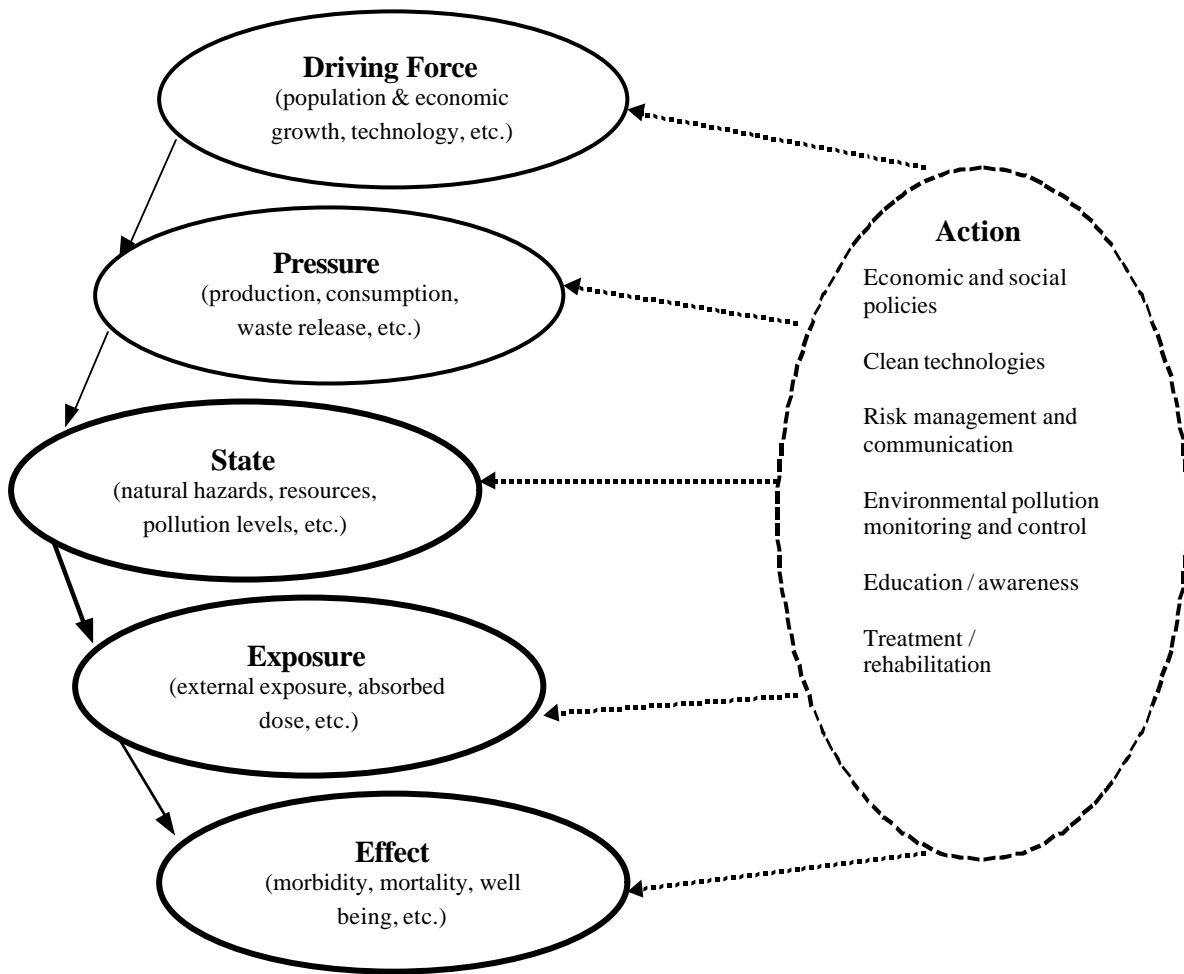 Driving Force
(population & economic
growth, technology, etc.)
Pressure
(production, consumption,
waste release, etc.)
State
(natural hazards, resources,
pollution levels, etc.)
Exposure
(external exposure, absorbed
dose, etc.)
Effect
(morbidity, mortality, well
being, etc.)
Action
Economic and social
policies
Clean technologies
Risk management and
communication
Environmental pollution
monitoring and control
Education / awareness
Treatment /
rehabilitation